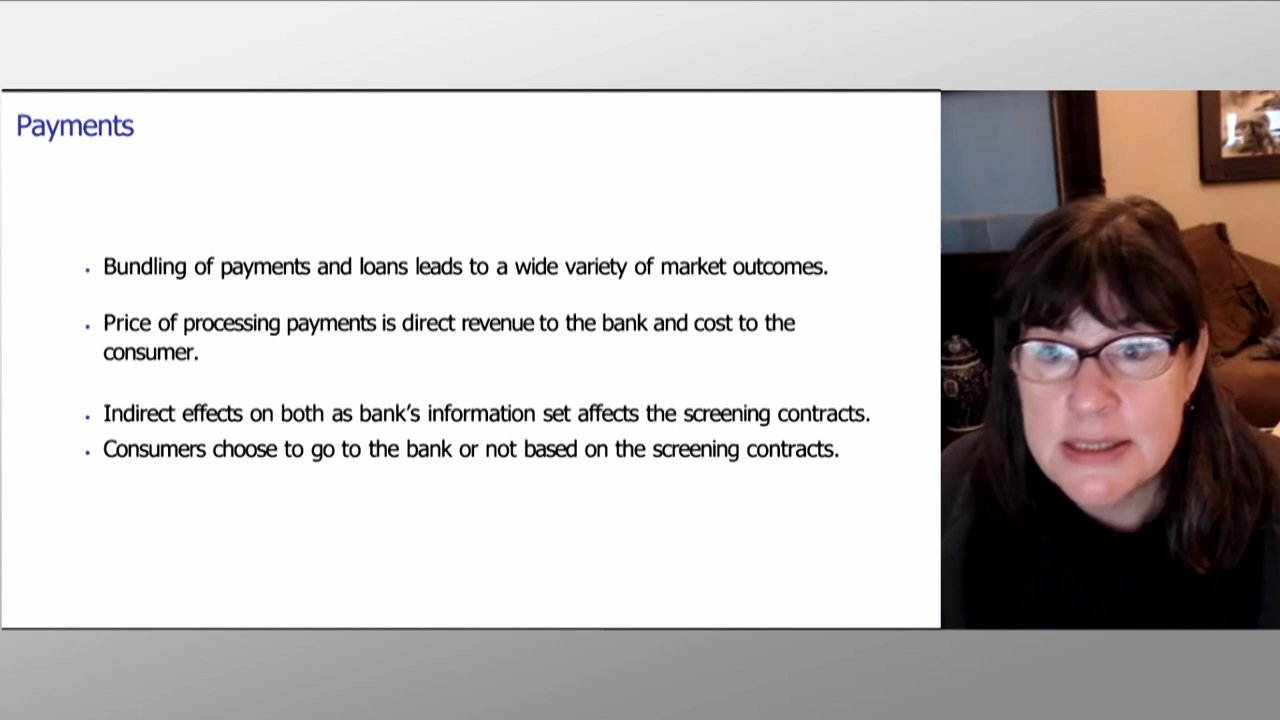 Payments
Bundling of payments and loans leads to a wide variety of market outcomes.
Price of processing payments is direct revenue to the bank and cost to the
consumer.
Indirect effects on both as bank’s information set affects the screening contracts.
Consumers choose to go to the bank or not based on the screening contracts.